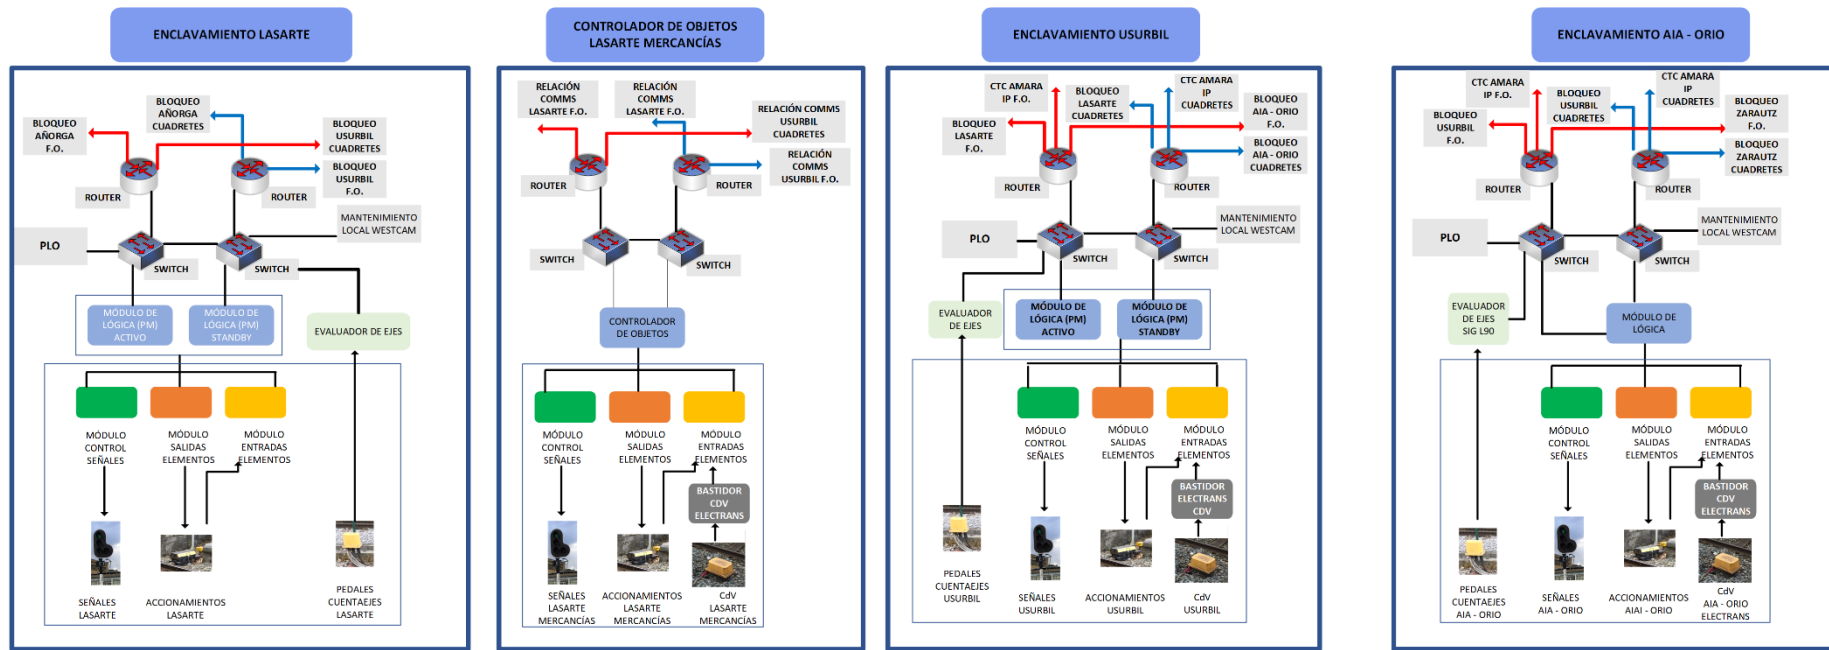 ENCLAVAMIENTO LASARTE
BLOQUEO
AÑORGA
F.O.
BLOQUEO
AÑORGA
CUADRETES
BLOQUEO
USURBIL
CUADRETES
BLOQUEO
USURBIL
F.O.
ROUTER
ROUTER
PLO
MANTENIMIENTO
LOCAL WESTCAM
SWITCH
SWITCH
MÓDULO DE
LÓGICA (PM)
ACTIVO
MÓDULO DE
LÓGICA (PM)
STANDBY
EVALUADOR DE EJES
MÓDULO
CONTROL
SEÑALES
MÓDULO
SALIDAS
ELEMENTOS
MÓDULO
ENTRADAS
ELEMENTOS
SEÑALES
LASARTE
ACCIONAMIENTOS
LASARTE
PEDALES
CUENTAEJES
LASARTE
CONTROLADOR DE OBJETOS
LASARTE MERCANCÍAS
RELACIÓN
COMMS
LASARTE F.O.
RELACIÓN
COMMS
LASARTE F.O.
RELACIÓN COMMS
USURBIL
CUADRETES
RELACIÓN
COMMS
USURBIL F.O.
ROUTER
ROUTER
SWITCH
SWITCH
CONTROLADOR
DE OBJETOS
MÓDULO
CONTROL
SEÑALES
MÓDULO
SALIDAS
ELEMENTOS
MÓDULO
ENTRADAS
ELEMENTOS
BASTIDOR
CDV
ELECTRANS
SEÑALES
LASARTE
MERCANCÍAS
ACCIONAMIENTOS
LASARTE
MERCANCÍAS
CdV
LASARTE
MERCANCÍAS
ENCLAVAMIENTO USURBIL
CTC AMARA
IP F.O.
BLOQUEO
LASARTE
CUADRETES
CTC AMARA
IP
CUADRETES
BLOQUEO
LASARTE
F.O.
BLOQUEO
AIA - ORIO
F.O.
BLOQUEO
AIA - ORIO
CUADRETES
ROUTER
ROUTER
PLO
MANTENIMIENTO
LOCAL WESTCAM
SWITCH
SWITCH
EVALUADOR
DE EJES
MÓDULO DE
LÓGICA (PM)
ACTIVO
MÓDULO DE
LÓGICA (PM)
STANDBY
MÓDULO
CONTROL
SEÑALES
MÓDULO
SALIDAS
ELEMENTOS
MÓDULO
ENTRADAS
ELEMENTOS
BASTIDOR
ELECTRANS
CDV
PEDALES
CUENTAEJES
USURBIL
SEÑALES
USURBIL
ACCIONAMIENTOS
USURBIL
CdV
USURBIL
ENCLAVAMIENTO AIA - ORIO
CTC AMARA
IP F.O.
BLOQUEO
USURBIL
CUADRETES
CTC AMARA
IP
CUADRETES
BLOQUEO
USURBIL
F.O.
BLOQUEO
ZARAUTZ
F.O.
BLOQUEO
ZARAUTZ
CUADRETES
ROUTER
ROUTER
PLO
MANTENIMIENTO
LOCAL WESTCAM
SWITCH
SWITCH
EVALUADOR
DE EJES
SIG L90
MÓDULO DE
LÓGICA
MÓDULO
CONTROL
SEÑALES
MÓDULO
SALIDAS
ELEMENTOS
MÓDULO
ENTRADAS
ELEMENTOS
BASTIDOR
CDV
ELECTRANS
PEDALES
CUENTAEJES
AIA - ORIO
SEÑALES
AIA - ORIO
ACCIONAMIENTOS
AIAI - ORIO
CdV
AIA - ORIO
ELECTRANS